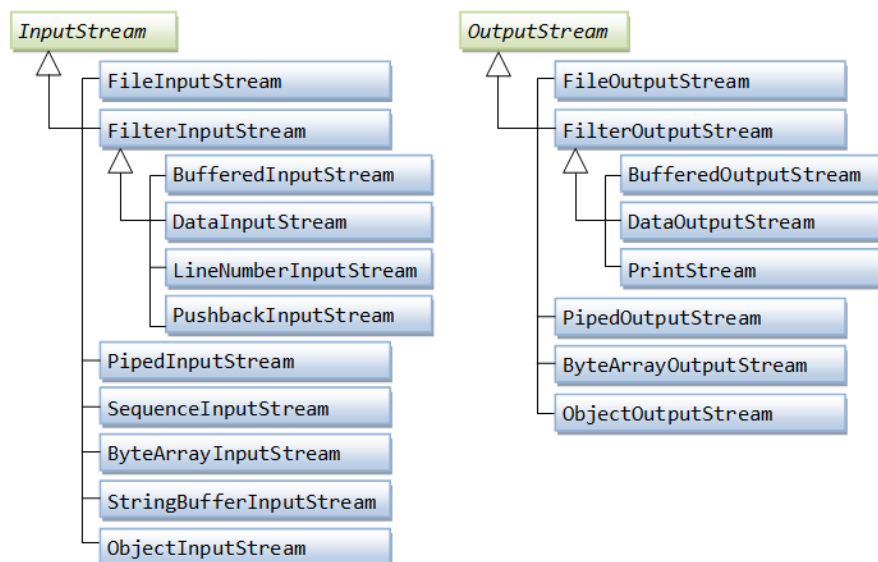 InputStream
FileInputStream
FilterInputStream
BufferedInputStream
DataInputStream
LineNumberInputStream
PushbackInputStream
PipedInputStream
SequenceInputStream
ByteArrayInputStream
StringBufferInputStream
ObjectInputStream
OutputStream
FileOutputStream
FilterOutputStream
BufferedOutputStream
DataOutputStream
PrintStream
PipedOutputStream
ByteArrayOutputStream
ObjectOutputStream